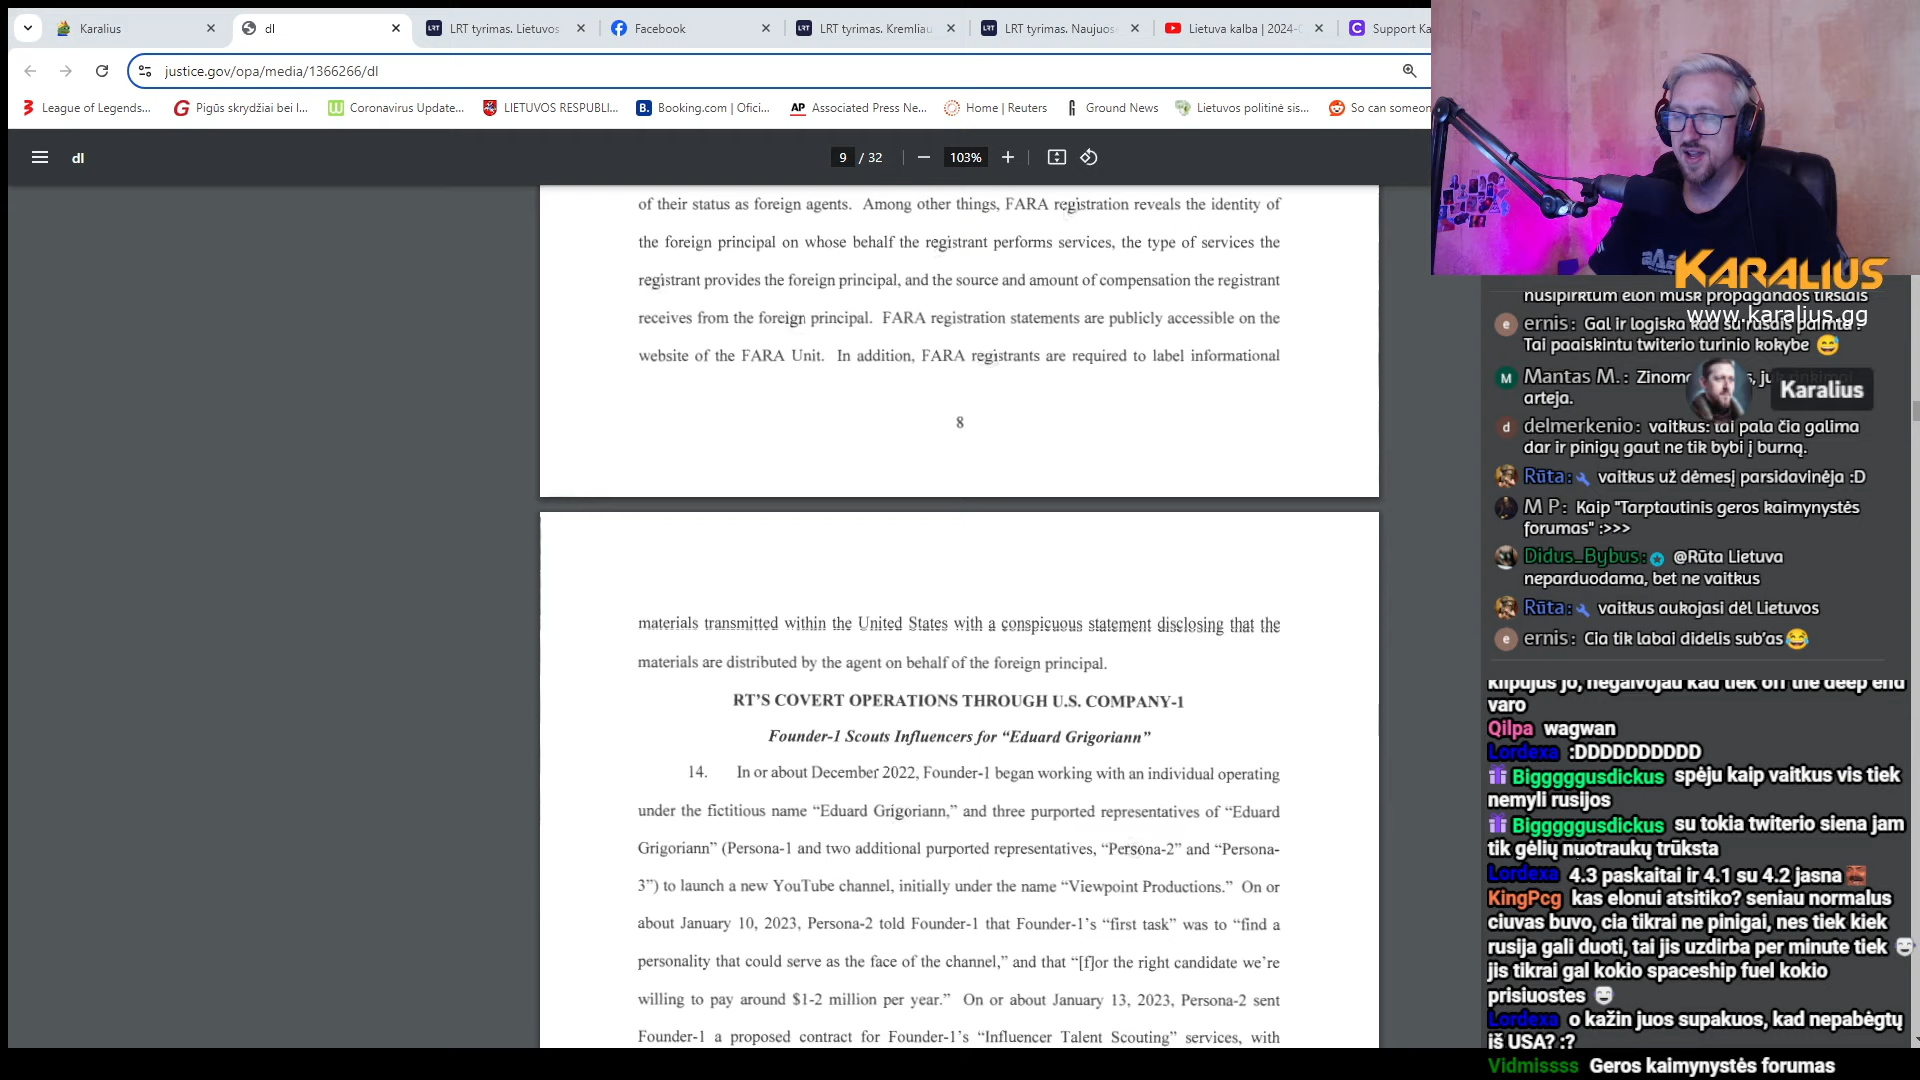 Karalius
dl
LRT tyrimas. Lietuvos
Facebook
LRT tyrimas. Kremliau
LRT tyrimas. Naujuos
Lietuva kalba | 2024-0
Support Ka
justice.gov/opa/media/1366266/dl
League of Legends...
Pigūs skrydžiai bei l...
Coronavirus Update...
LIETUVOS RESPUBLI...
Booking.com | Ofici...
AP Associated Press Ne...
Home | Reuters
Ground News
Lietuvos politinė sis...
So can someon
dl
9 / 32
103%
of their status as foreign agents. Among other things, FARA registration reveals the identity of
the foreign principal on whose behalf the registrant performs services, the type of services the
registrant provides the foreign principal, and the source and amount of compensation the registrant
receives from the foreign principal. FARA registration statements are publicly accessible on the
website of the FARA Unit. In addition, FARA registrants are required to label informational
8
materials transmitted within the United States with a conspicuous statement disclosing that the
materials are distributed by the agent on behalf of the foreign principal.
RT'S COVERT OPERATIONS THROUGH U.S. COMPANY-1
Founder-1 Scouts Influencers for “Eduard Grigoriann”
14. In or about December 2022, Founder-1 began working with an individual operating
under the fictitious name “Eduard Grigoriann,” and three purported representatives of “Eduard
Grigoriann” (Persona-1 and two additional purported representatives, “Persona-2” and “Persona-
3”) to launch a new YouTube channel, initially under the name “Viewpoint Productions.” On or
about January 10, 2023, Persona-2 told Founder-1 that Founder-1’s “first task” was to “find a
personality that could serve as the face of the channel,” and that “[f]or the right candidate we’re
willing to pay around $1-2 million per year.” On or about January 13, 2023, Persona-2 sent
Founder-1 a proposed contract for Founder-1’s “Influencer Talent Scouting” services, with
KARALIUS
www.karalius.gg
Karalius
nusipirktum elon musk propagandos tikslais
ernis: Gal ir logiska kad su rusais
Tai paaiskintu twiterio turinio kokybe 😅
Mantas M.:
arteja.
delmerkenio: vaitkus: tai pala čia galima
dar ir pinigų gaut ne tik bybi į burną.
Rūta: vaitkus už dėmesį parsidavinėja :D
M P: Kaip "Tarptautinis geros kaimynystės
forumas" :>>>
Didus_Bybus: @Rūta Lietuva
neparduodama, bet ne vaitkus
Rūta: vaitkus aukojasi dėl Lietuvos
ernis: Cia tik labai didelis sub'as 😂
klipujus jo, negalvojau kad tiek off the deep end
varo
Qilpa wagwan
Lordexa :DDDDDDDDDD
Bigggggusdickus spėju kaip vaitkus vis tiek
nemyli rusijos
Bigggggusdickus su tokia twiterio siena jam
tik gėlių nuotraukų trūksta
Lordexa 4.3 paskaitai ir 4.1 su 4.2 jasna
KingPcg kas elonui atsitiko? seniau normalus
ciuvas buvo, cia tikrai ne pinigai, nes tiek kiek
rusija gali duoti, tai jis uzdirba per minute tiek
jis tikrai gal kokio spaceship fuel kokio
prisiuostes
Lordexa o kažin juos supakuos, kad nepabėgtų
iš USA? :?
Vidmissss Geros kaimynystės forumas